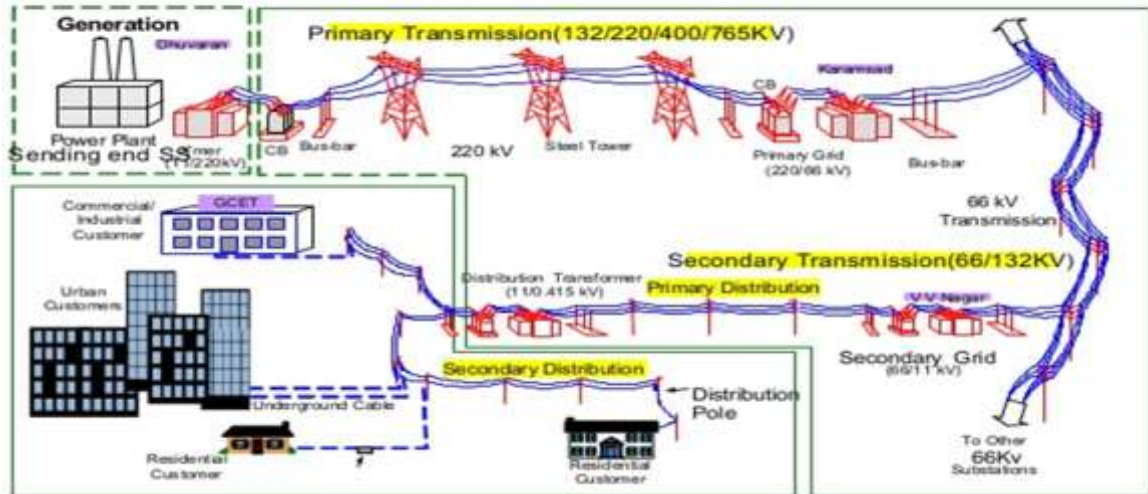 Generation
Dhuvaran
Power Plant
Sending end SS
(11/220kV)
CB
Bus-bar
Primary Transmission(132/220/400/765KV)
220 kV
Steel Tower
CB
Karamsad
Primary Grid
(220/66 kV)
Bus-bar
66 kV
Transmission
Secondary Transmission(66/132KV)
Commercial/
Industrial
Customer
GCET
Distribution Transformer
(11/0.415 kV)
Primary Distribution
V.V.Nagar
Secondary Grid
(66/11 kV)
Urban
Customers
Secondary Distribution
Underground Cable
Distribution
Pole
Residential
Customer
Residential
Customer
To Other
66Kv
Substations